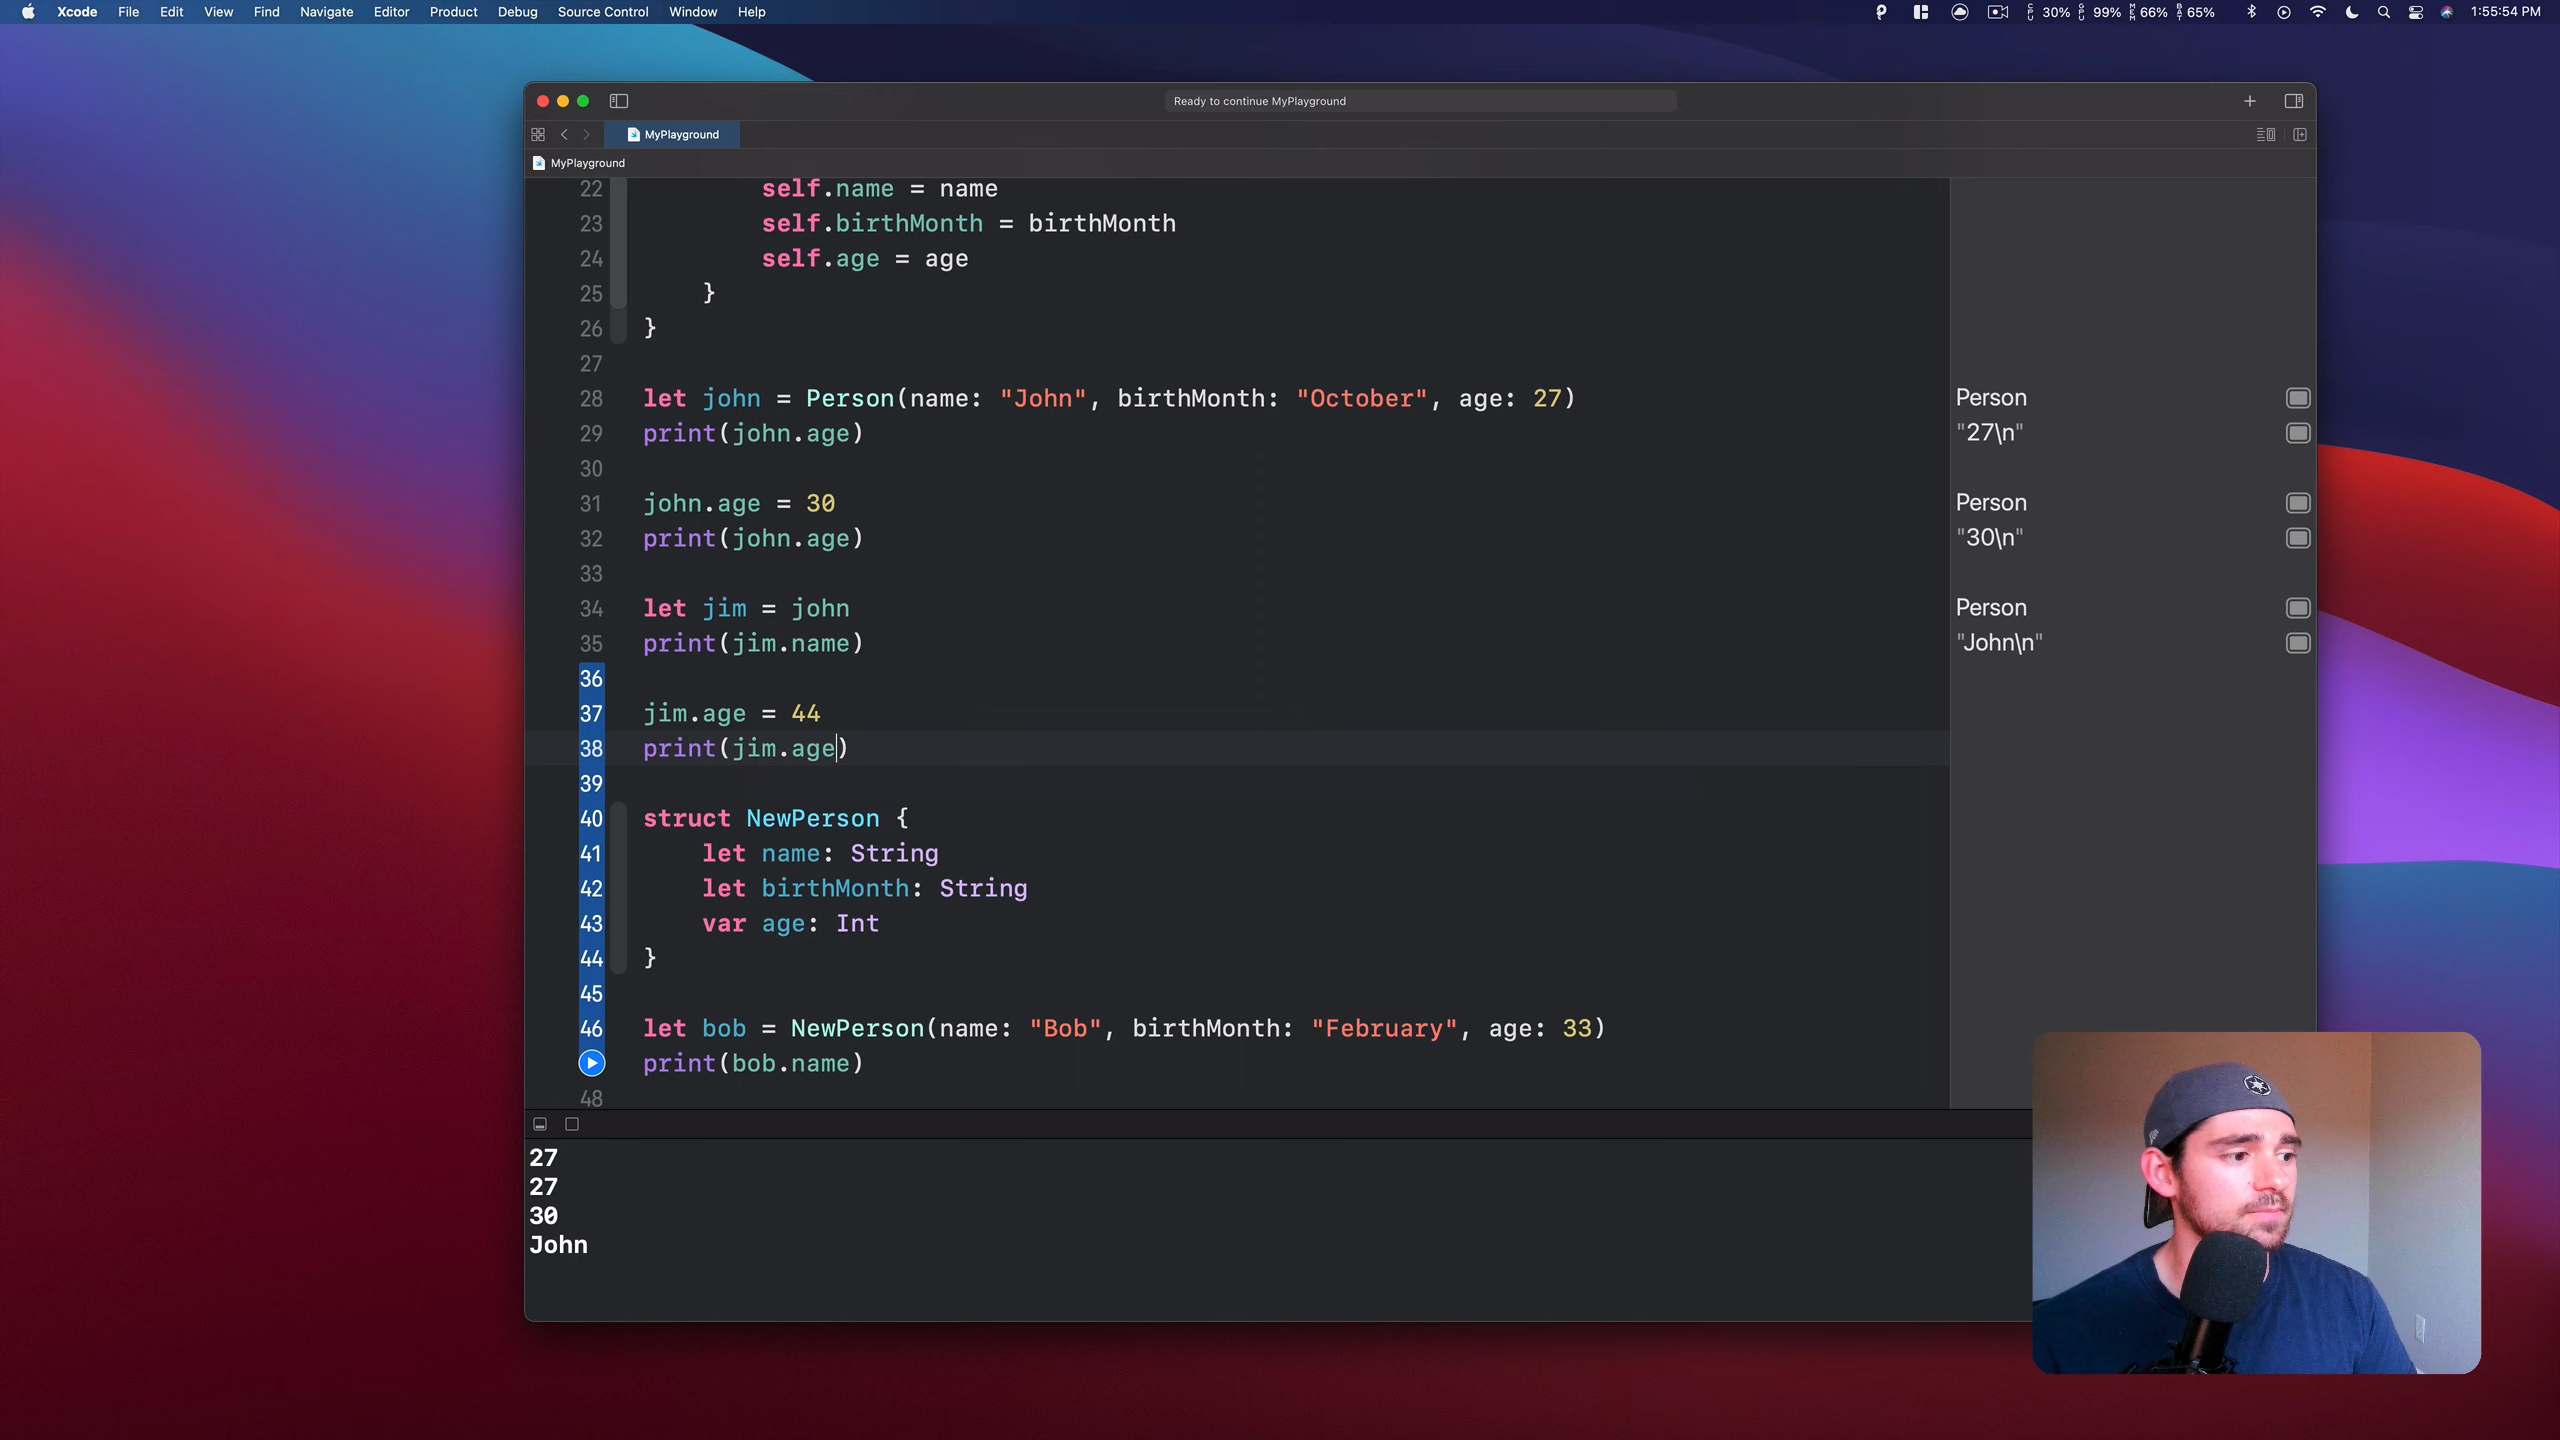 Xcode File Edit View Find Navigate Editor Product Debug Source Control Window Help
CPU 30% GPU 99% MEM 66% BAT 65% 1:55:54 PM
Ready to continue MyPlayground
MyPlayground
MyPlayground
22 self.name = name
23 self.birthMonth = birthMonth
24 self.age = age
25 }
26 }
27
28 let john = Person(name: "John", birthMonth: "October", age: 27) Person
29 print(john.age) "27\n"
30
31 john.age = 30 Person
32 print(john.age) "30\n"
33
34 let jim = john Person
35 print(jim.name) "John\n"
36
37 jim.age = 44
38 print(jim.age)
39
40 struct NewPerson {
41 let name: String
42 let birthMonth: String
43 var age: Int
44 }
45
46 let bob = NewPerson(name: "Bob", birthMonth: "February", age: 33)
print(bob.name)
48
27
27
30
John